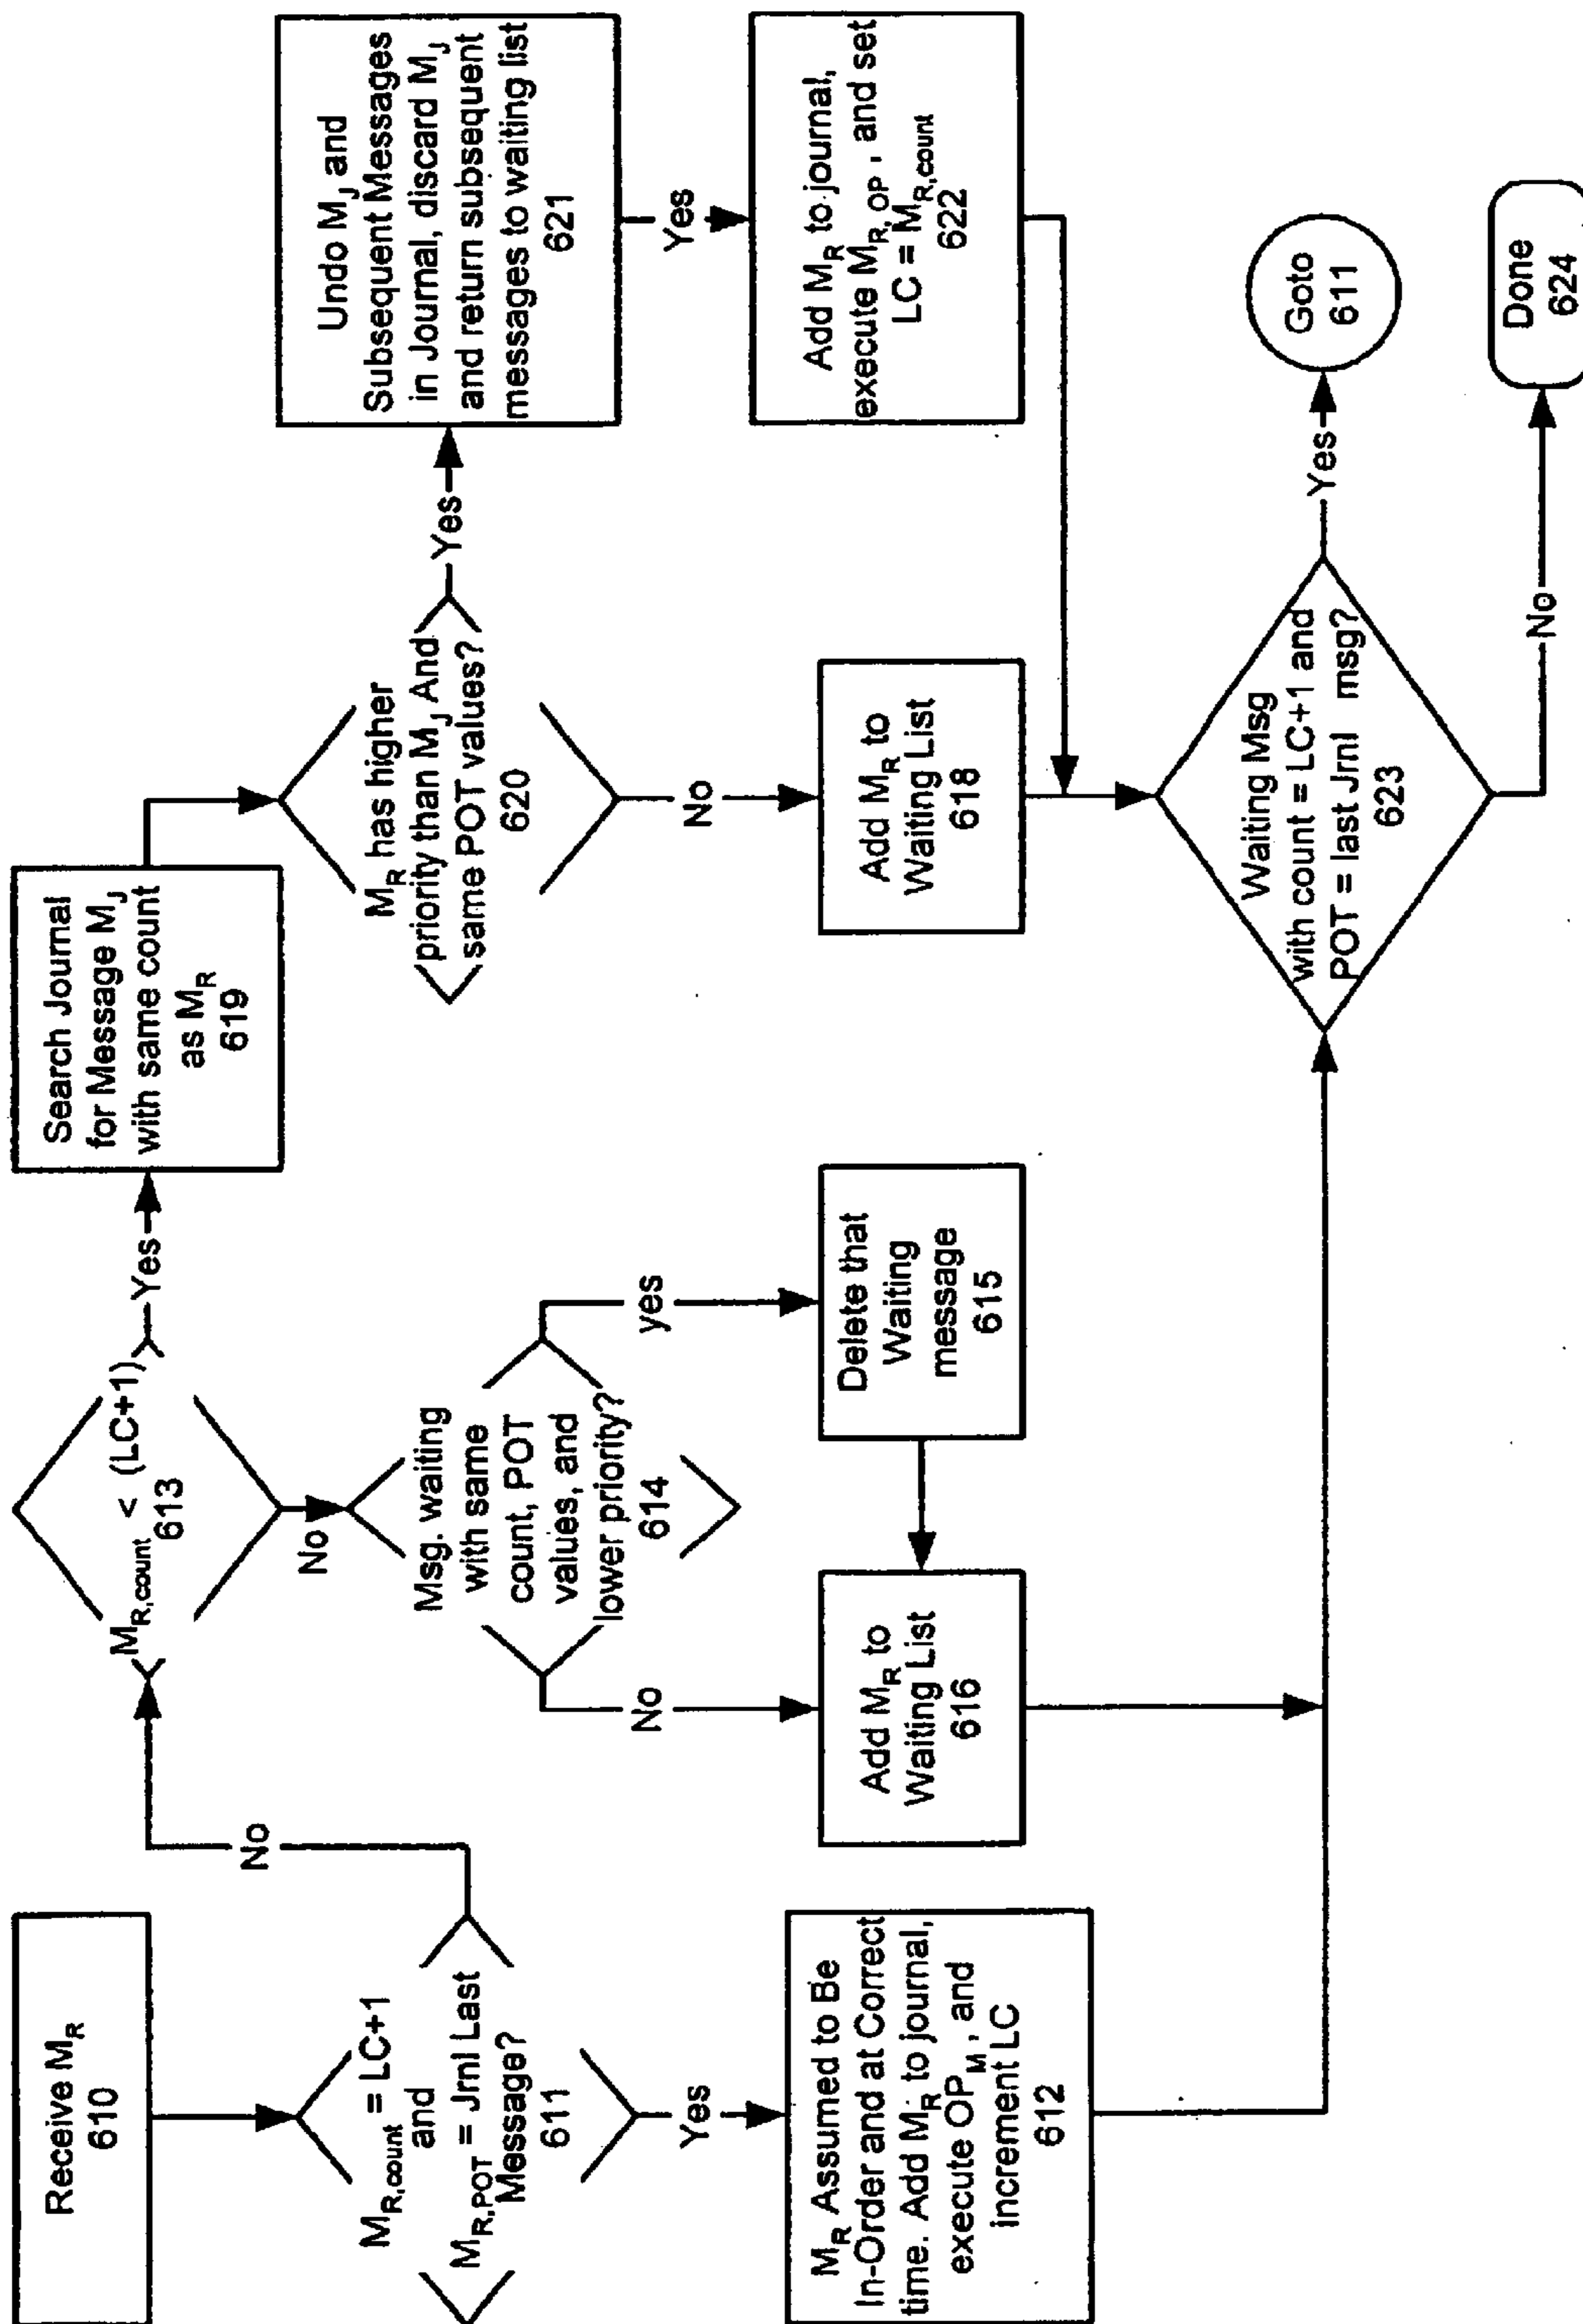 Receive M_R
610
M_R,count = LC+1
and
M_R,POT = Jrnl Last
Message?
611
No
Yes
M_R Assumed to Be
In-Order and at Correct
time. Add M_R to journal,
execute OP_M, and
increment LC
612
M_R,count < (LC+1)
613
Yes
No
Msg. waiting
with same
count, POT
values, and
lower priority?
614
yes
No
Delete that
Waiting
message
615
Add M_R to
Waiting List
616
Search Journal
for Message M_J
with same count
as M_R
619
M_R has higher
priority than M_J And
same POT values?
620
Yes
No
Add M_R to
Waiting List
618
Undo M_J and
Subsequent Messages
in Journal, discard M_J
and return subsequent
messages to waiting list
621
Yes
Add M_R to journal,
execute M_R,OP, and set
LC = M_R,count
622
Waiting Msg
with count = LC+1 and
POT = last Jrnl msg?
623
Yes
Goto
611
No
Done
624